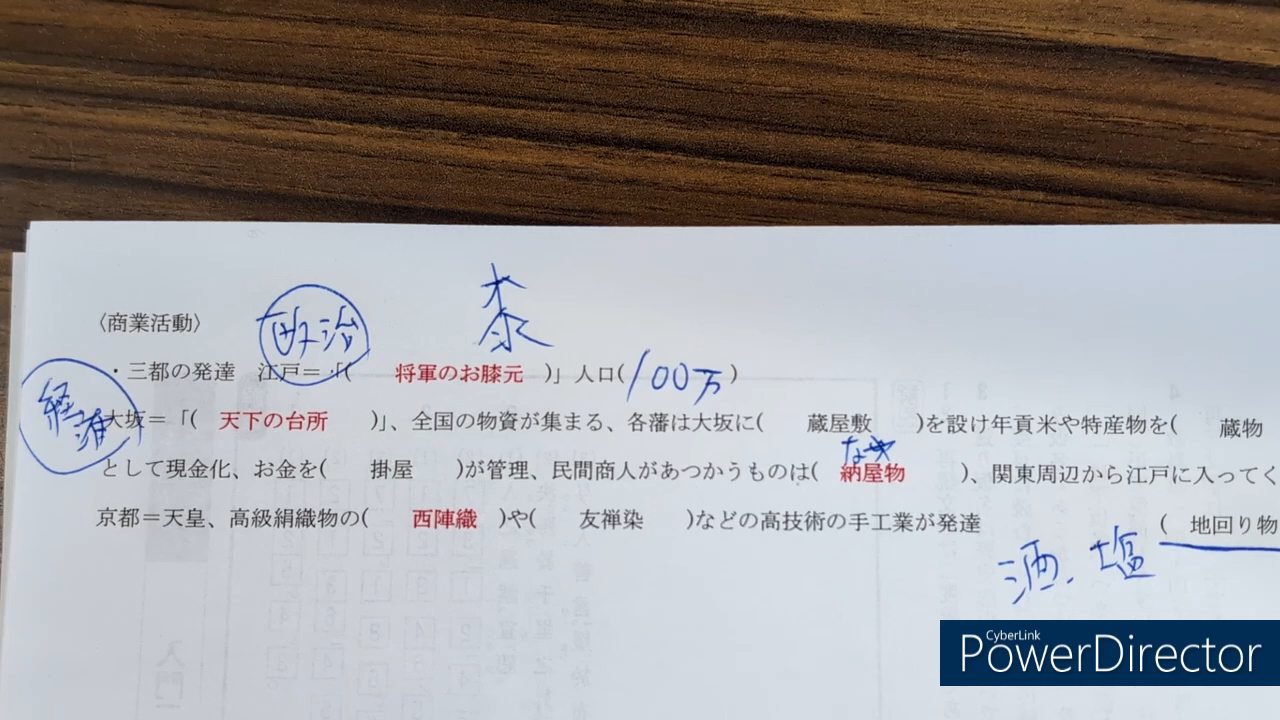 〈商業活動〉
政治
・三都の発達 江戸=「( 将軍のお膝元 )」人口(100万)
経済
大坂=「( 天下の台所 )」、全国の物資が集まる、各藩は大坂に( 蔵屋敷 )を設け年貢米や特産物を( 蔵物
なや
として現金化、お金を( 掛屋 )が管理、民間商人があつかうものは( 納屋物 )、関東周辺から江戸に入ってく
京都=天皇、高級絹織物の( 西陣織 )や( 友禅染 )などの高技術の手工業が発達
( 地回り物
酒、塩
CyberLink
PowerDirector